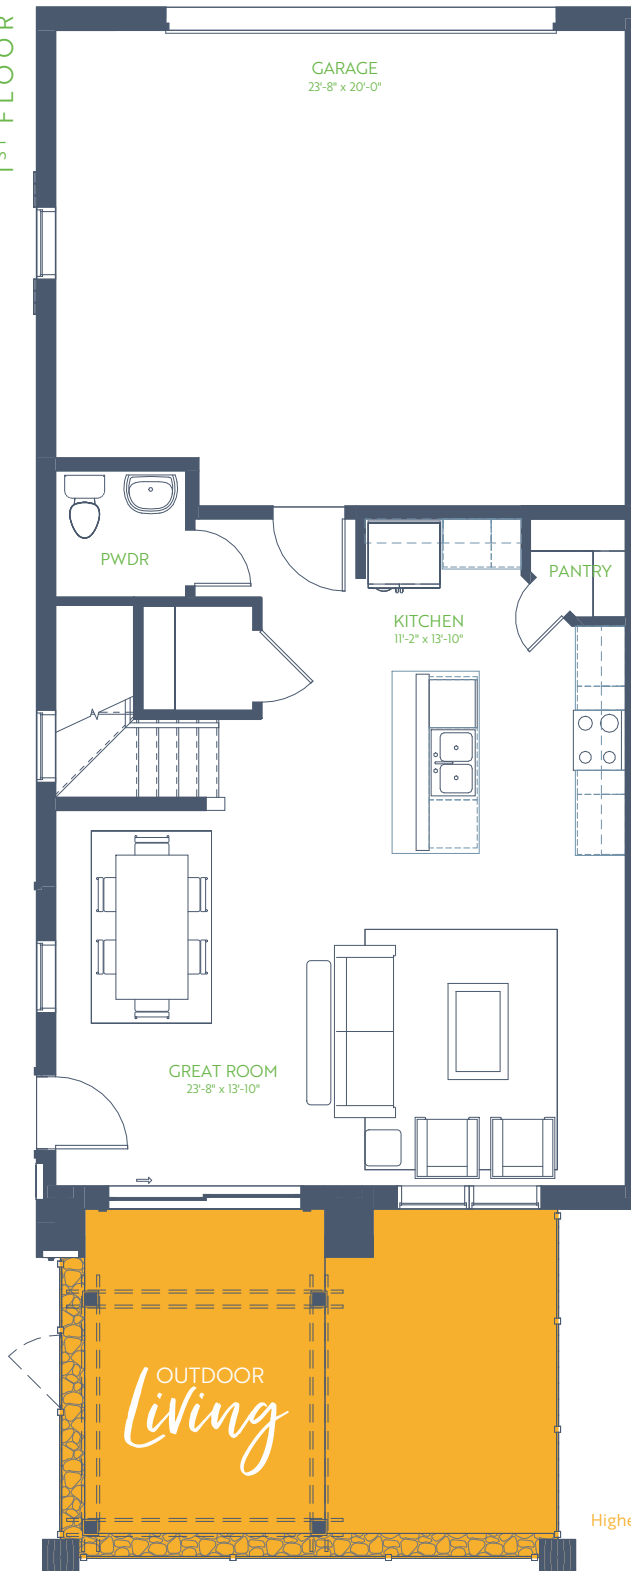 1ST FLOOR
GARAGE
23'-8" x 20'-0"
PWDR
PANTRY
KITCHEN
11'-2" x 13'-10"
GREAT ROOM
23'-8" x 13'-10"
OUTDOOR
Living